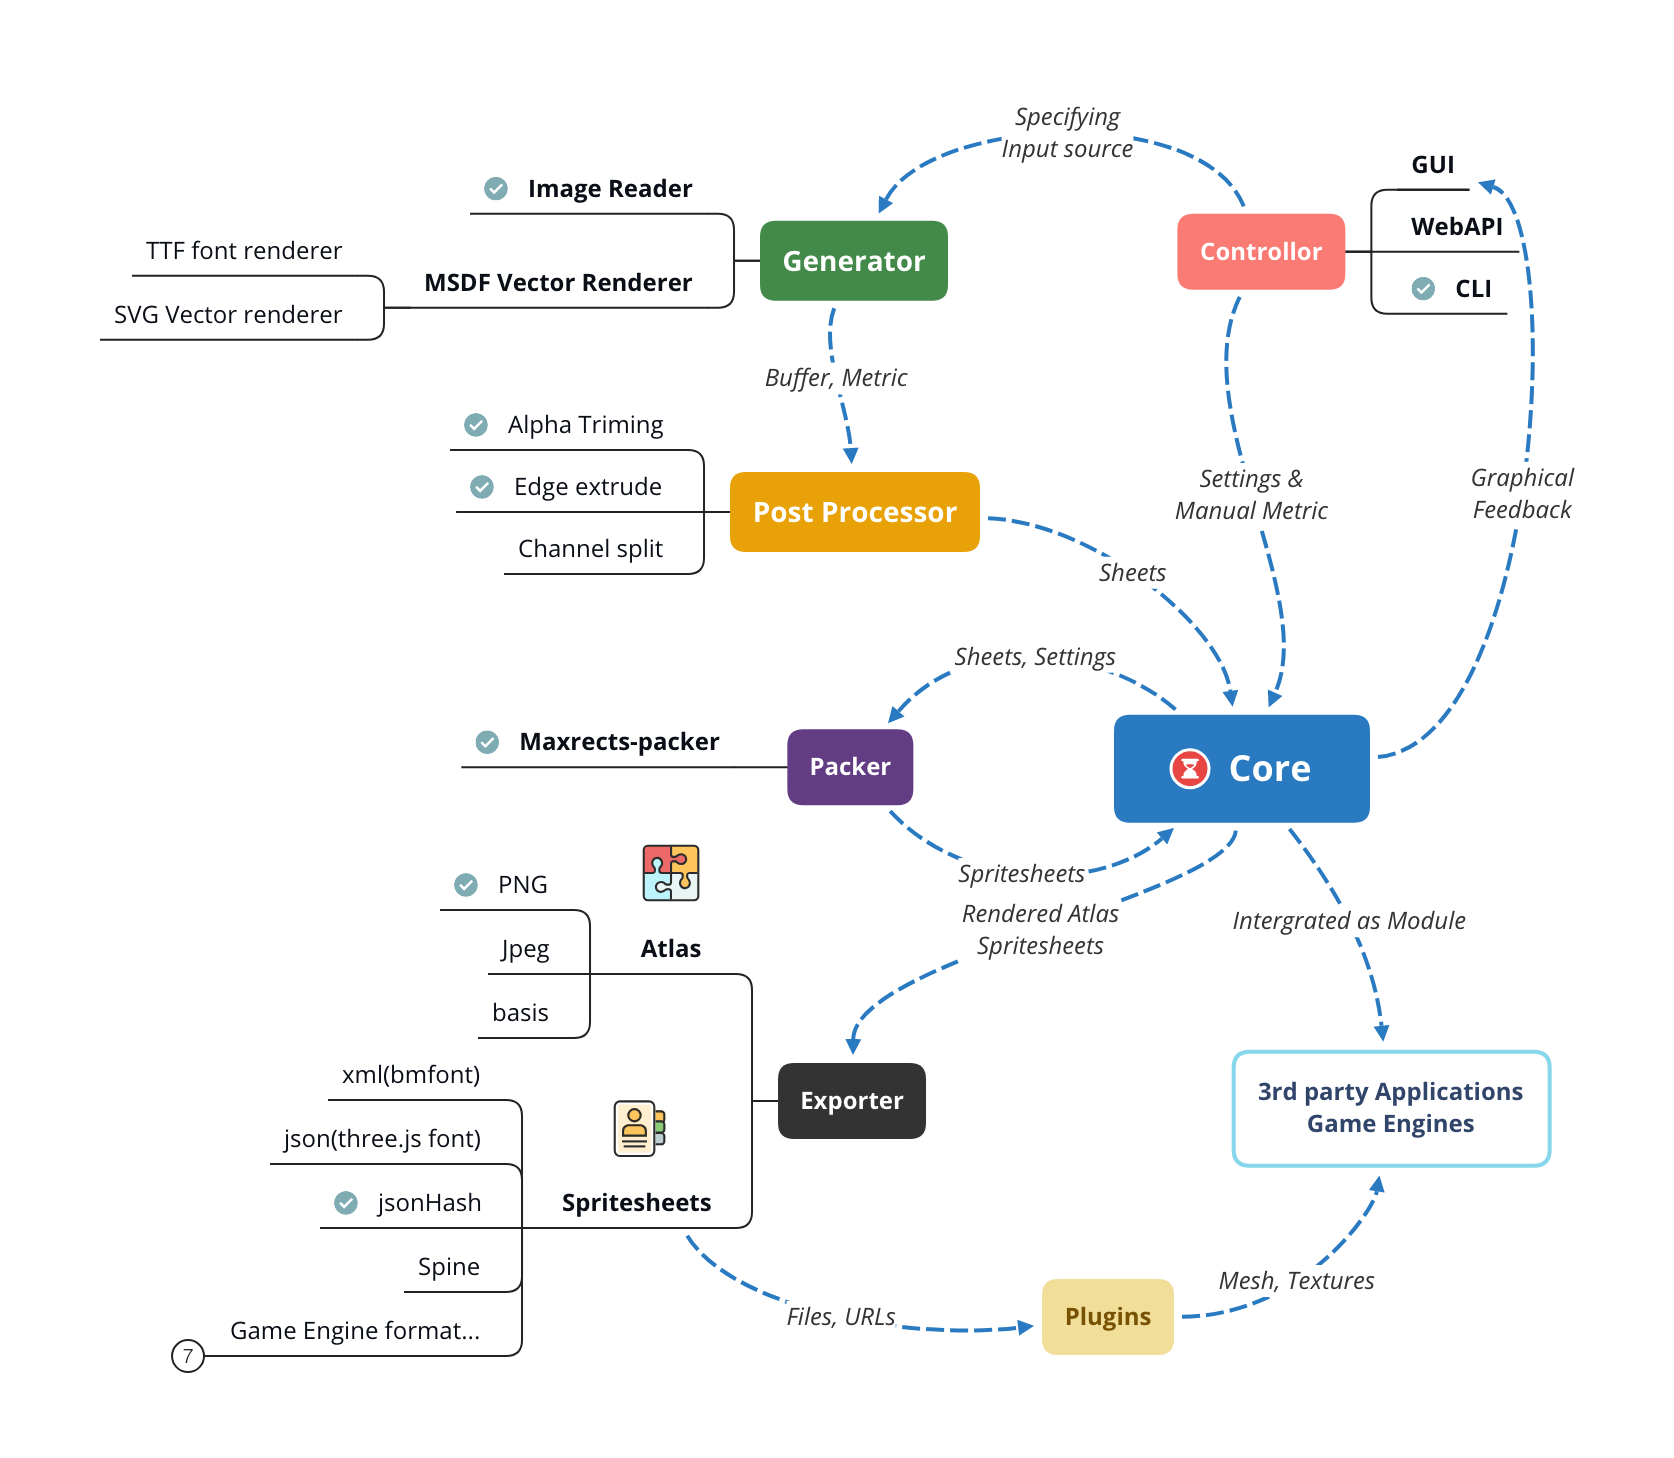 Specifying
Input source
GUI
Image Reader
WebAPI
TTF font renderer
Generator
Controllor
MSDF Vector Renderer
CLI
SVG Vector renderer
Buffer, Metric
Alpha Triming
Settings &
Manual Metric
Graphical
Feedback
Edge extrude
Post Processor
Channel split
Sheets
Sheets, Settings
Maxrects-packer
Packer
Core
Spritesheets
PNG
Rendered Atlas
Spritesheets
Intergrated as Module
Jpeg
Atlas
basis
xml(bmfont)
Exporter
3rd party Applications
Game Engines
json(three.js font)
jsonHash
Spritesheets
Spine
Mesh, Textures
Files, URLs
Plugins
Game Engine format...
7